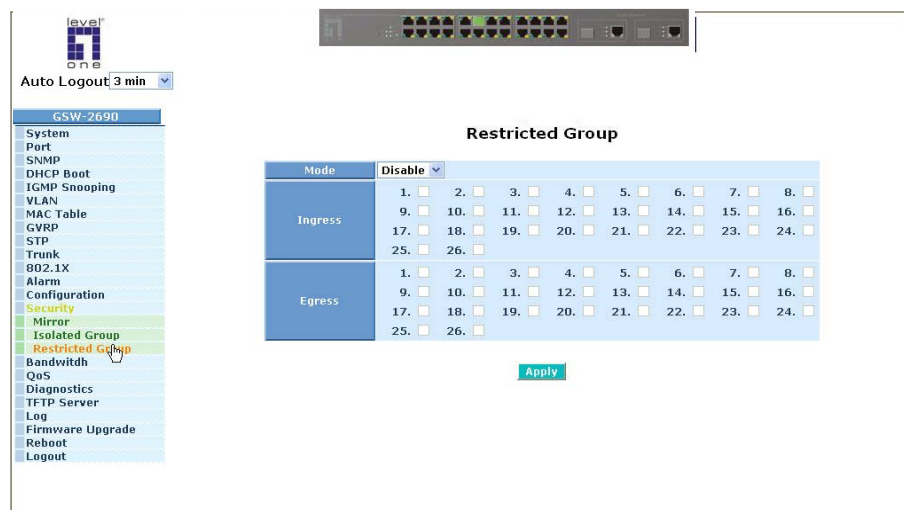 level
one
Auto Logout 3 min
GSW-2690
System
Port
SNMP
DHCP Boot
IGMP Snooping
VLAN
MAC Table
GVRP
STP
Trunk
802.1X
Alarm
Configuration
Security
Mirror
Isolated Group
Restricted Group
Bandwitdh
QoS
Diagnostics
TFTP Server
Log
Firmware Upgrade
Reboot
Logout
Restricted Group
Mode Disable
Ingress
1. 2. 3. 4. 5. 6. 7. 8.
9. 10. 11. 12. 13. 14. 15. 16.
17. 18. 19. 20. 21. 22. 23. 24.
25. 26.
Egress
1. 2. 3. 4. 5. 6. 7. 8.
9. 10. 11. 12. 13. 14. 15. 16.
17. 18. 19. 20. 21. 22. 23. 24.
25. 26.
Apply